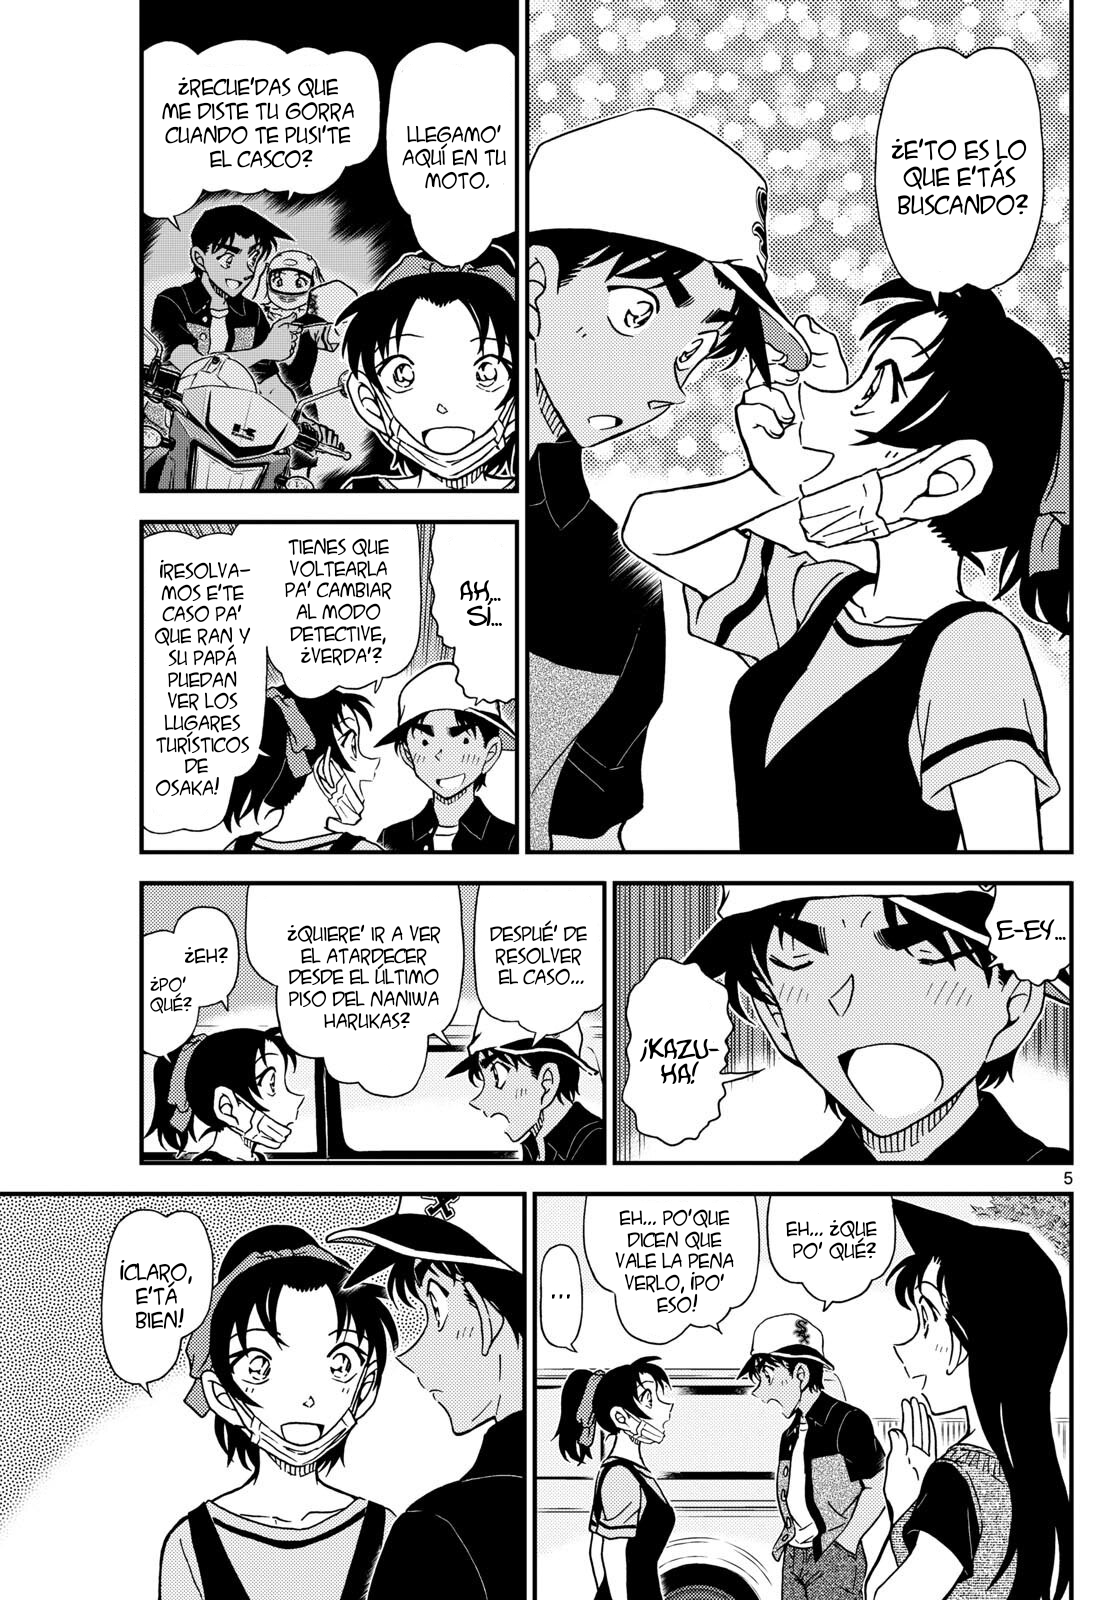 ¿E'TO ES LO
QUE E'TÁS
BUSCANDO?
LLEGAMO'
AQUÍ EN TU
MOTO.
¿RECUE'DAS QUE
ME DISTE TU GORRA
CUANDO TE PUSI'TE
EL CASCO?
AH...
SÍ...
TIENES QUE
VOLTEARLA
PA' CAMBIAR
AL MODO
DETECTIVE,
¿VERDA'?
¡RESOLVA-
MOS E'TE
CASO PA'
QUE RAN Y
SU PAPÁ
PUEDAN
VER LOS
LUGARES
TURÍSTICOS
DE
OSAKA!
E-EY...
¡KAZU-
HA!
DESPUÉ' DE
RESOLVER
EL CASO...
¿QUIERE' IR A VER
EL ATARDECER
DESDE EL ÚLTIMO
PISO DEL NANIWA
HARUKAS?
¿EH?
¿PO'
QUÉ?
5
EH... ¿QUE
PO' QUÉ?
EH... PO'QUE
DICEN QUE
VALE LA PENA
VERLO, ¡PO'
ESO!
...
¡CLARO,
E'TÁ
BIEN!